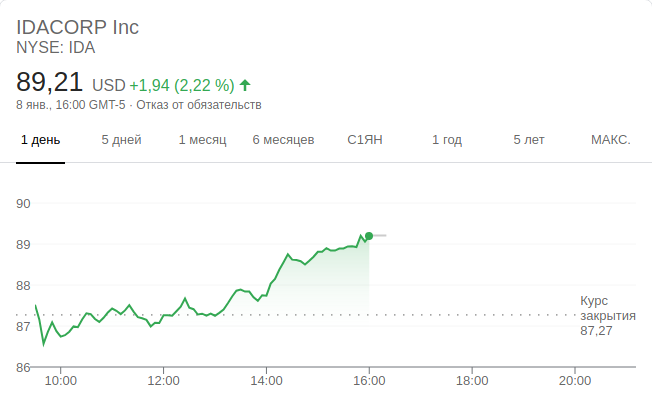 IDACORP Inc
NYSE: IDA
89,21 USD +1,94 (2,22 %)
8 янв., 16:00 GMT-5 · Отказ от обязательств
1 день 5 дней 1 месяц 6 месяцев С1ЯН 1 год 5 лет МАКС.
90
89
88
Курс
закрытия
87,27
87
86
10:00 12:00 14:00 16:00 18:00 20:00